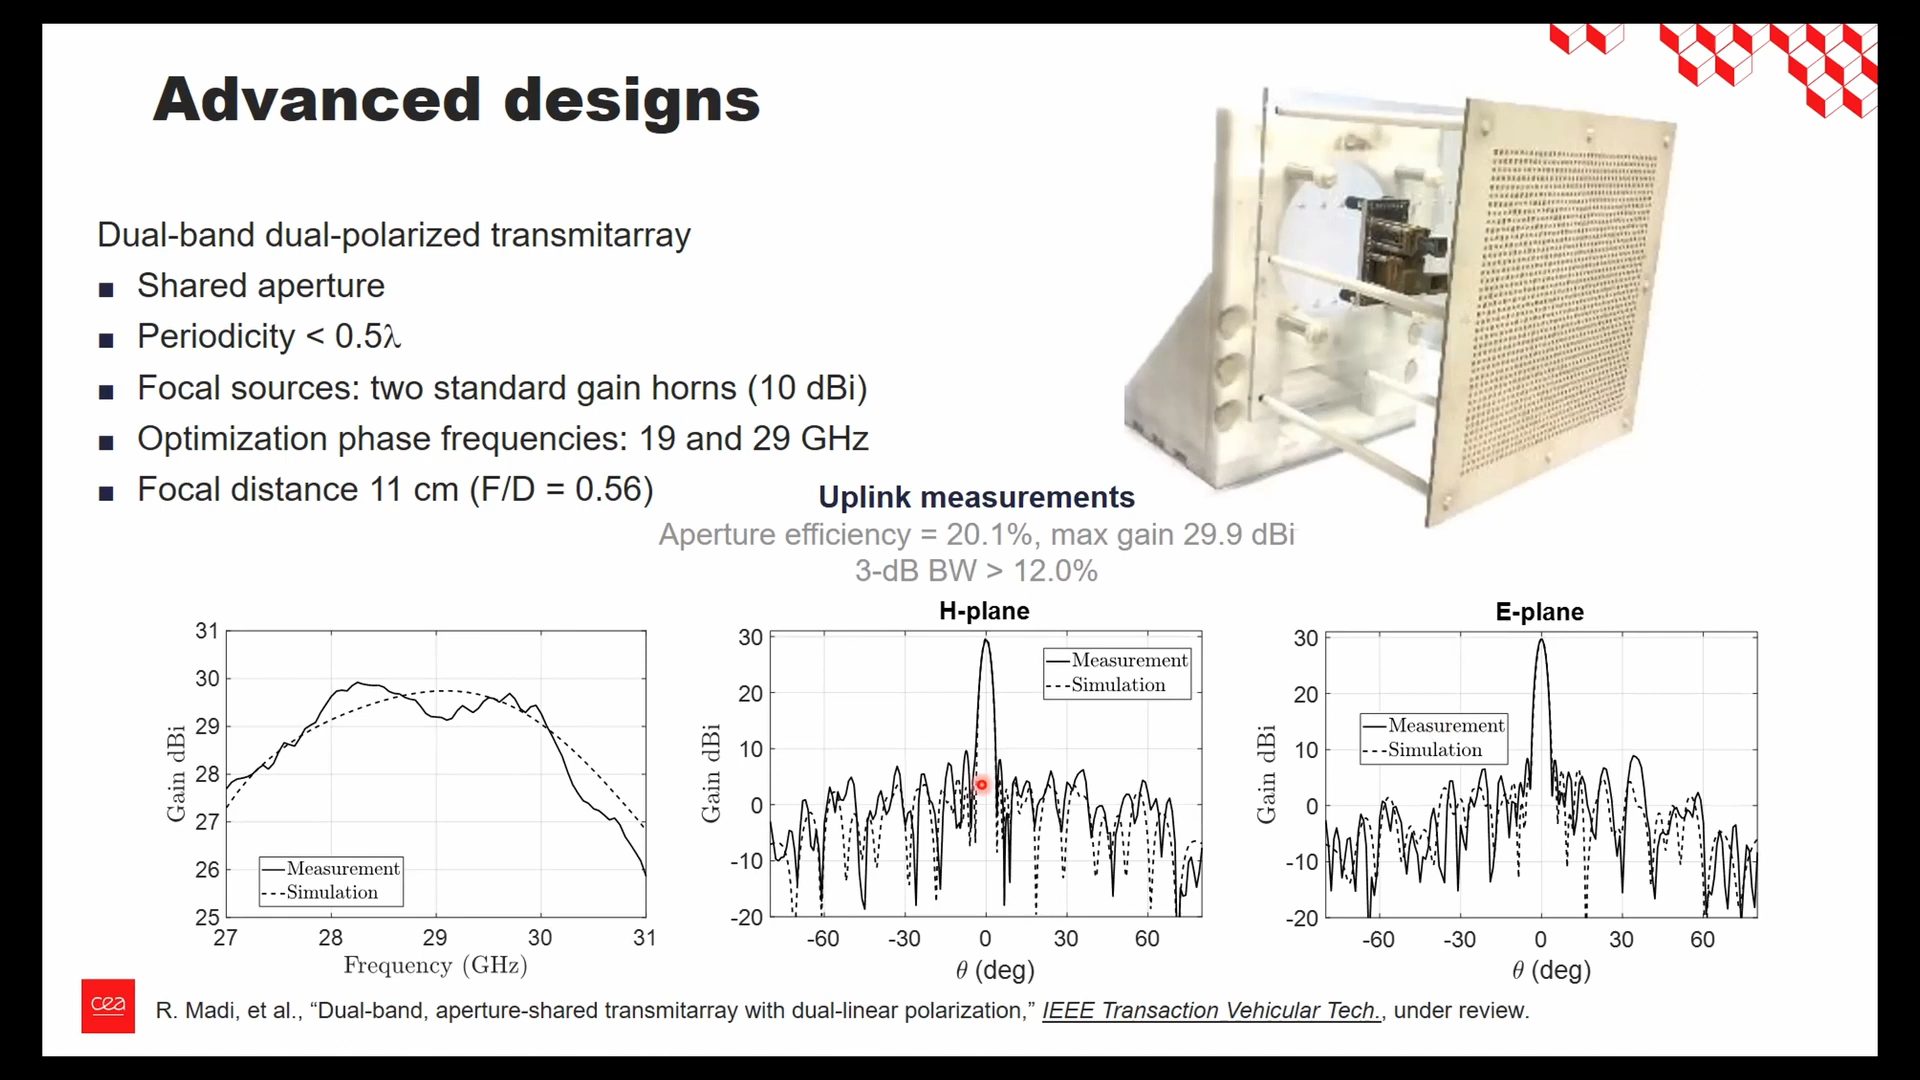 Advanced designs
Dual-band dual-polarized transmitarray
■ Shared aperture
■ Periodicity < 0.5λ
■ Focal sources: two standard gain horns (10 dBi)
■ Optimization phase frequencies: 19 and 29 GHz
■ Focal distance 11 cm (F/D = 0.56)
Uplink measurements
Aperture efficiency = 20.1%, max gain 29.9 dBi
3-dB BW > 12.0%
31
30
29
28
27
26
25
27 28 29 30 31
Gain dBi
Frequency (GHz)
Measurement
Simulation
H-plane
30
20
10
0
-10
-20
-60 -30 0 30 60
Gain dBi
θ (deg)
Measurement
Simulation
E-plane
30
20
10
0
-10
-20
-60 -30 0 30 60
Gain dBi
θ (deg)
Measurement
Simulation
cea
R. Madi, et al., “Dual-band, aperture-shared transmitarray with dual-linear polarization,” IEEE Transaction Vehicular Tech., under review.